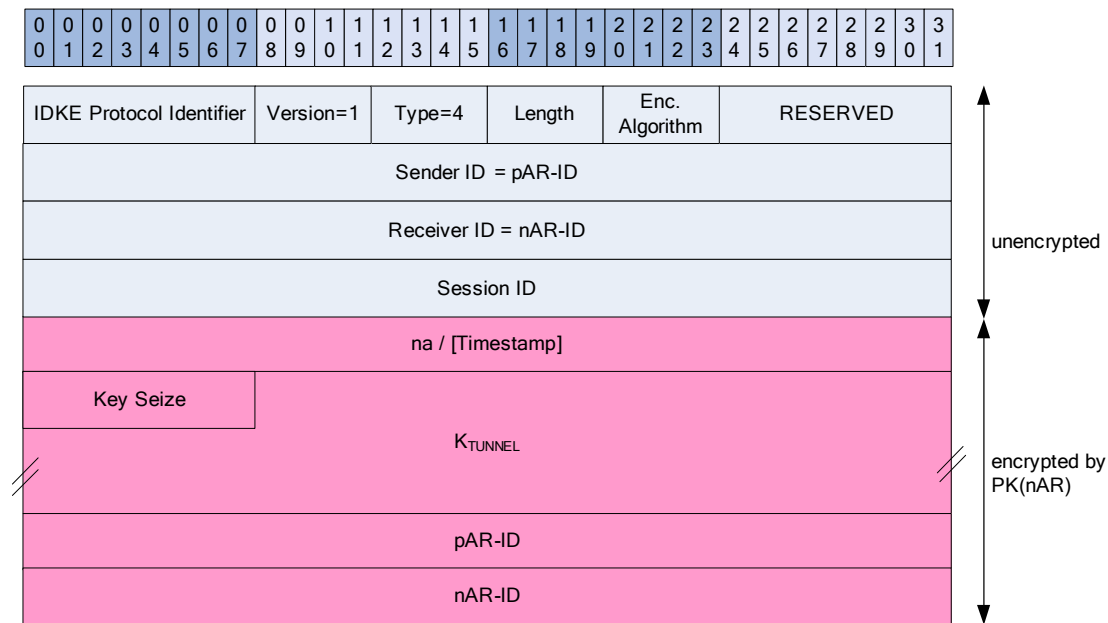 0 0 0 0 0 0 0 0 0 0 1 1 1 1 1 1 1 1 1 1 2 2 2 2 2 2 2 2 2 2 3 3
0 1 2 3 4 5 6 7 8 9 0 1 2 3 4 5 6 7 8 9 0 1 2 3 4 5 6 7 8 9 0 1
IDKE Protocol Identifier Version=1 Type=4 Length Enc. RESERVED
Algorithm
Sender ID = pAR-ID
Receiver ID = nAR-ID
unencrypted
Session ID
na / [Timestamp]
Key Seize
KTUNNEL
encrypted by
PK(nAR)
pAR-ID
nAR-ID